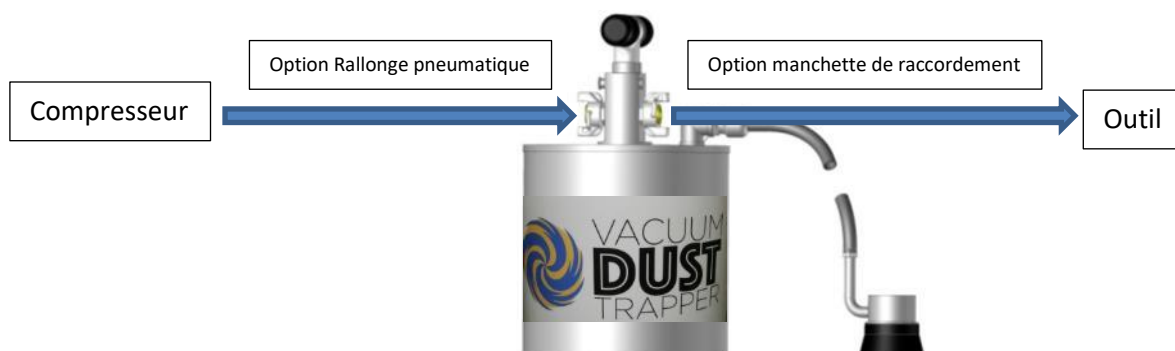 Option Rallonge pneumatique
Option manchette de raccordement
Compresseur
Outil
VACUUM
DUST
TRAPPER